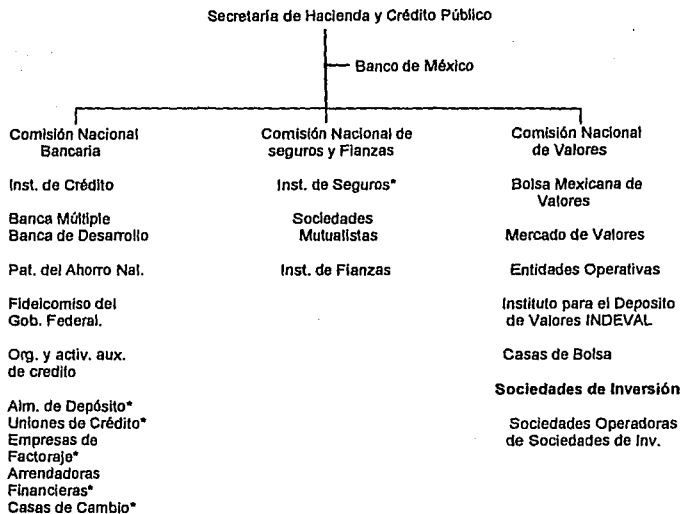 Secretaría de Hacienda y Crédito Público
Banco de México
Comisión Nacional
Bancaria
Inst. de Crédito
Banca Múltiple
Banca de Desarrollo
Pat. del Ahorro Nal.
Fideicomiso del
Gob. Federal.
Org. y activ. aux.
de credito
Alm. de Depósito*
Uniones de Crédito*
Empresas de
Factoraje*
Arrendadoras
Financieras*
Casas de Cambio*
Comisión Nacional de
seguros y Fianzas
Inst. de Seguros*
Sociedades
Mutualistas
Inst. de Fianzas
Comisión Nacional
de Valores
Bolsa Mexicana de
Valores
Mercado de Valores
Entidades Operativas
Instituto para el Deposito
de Valores INDEVAL
Casas de Bolsa
Sociedades de Inversión
Sociedades Operadoras
de Sociedades de Inv.